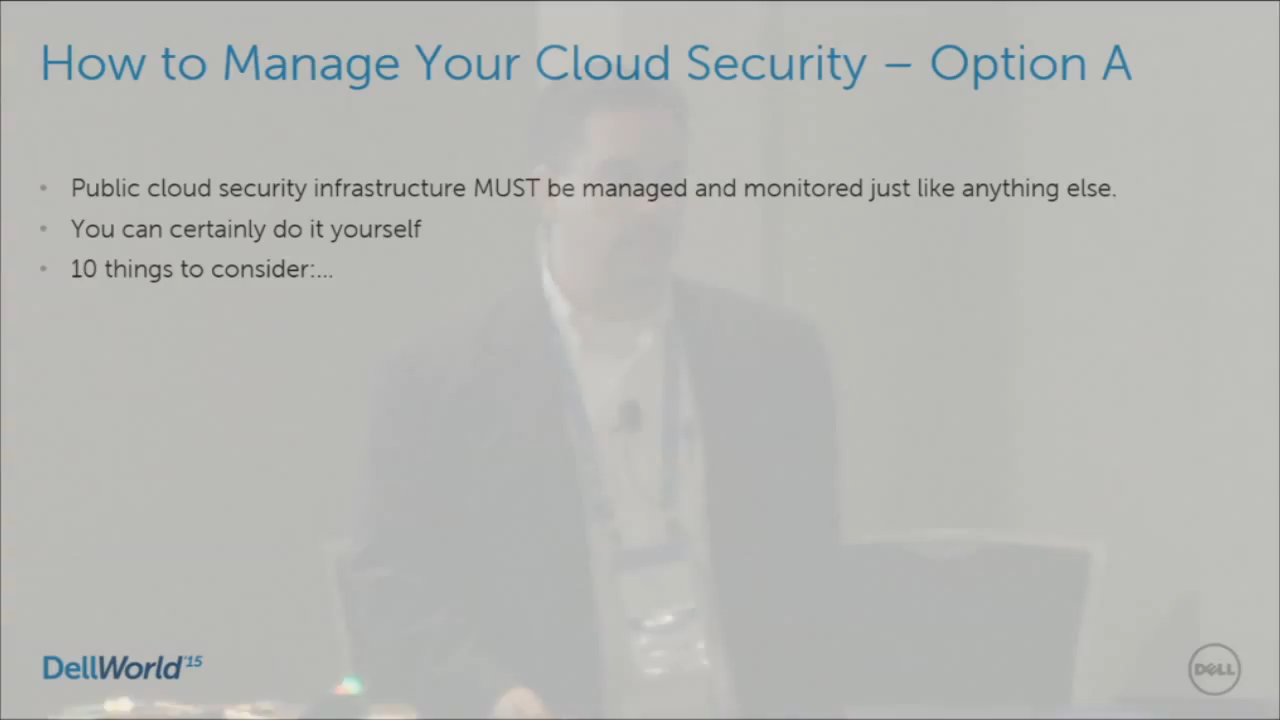 How to Manage Your Cloud Security – Option A
• Public cloud security infrastructure MUST be managed and monitored just like anything else.
• You can certainly do it yourself
• 10 things to consider:...
DellWorld'15
DELL